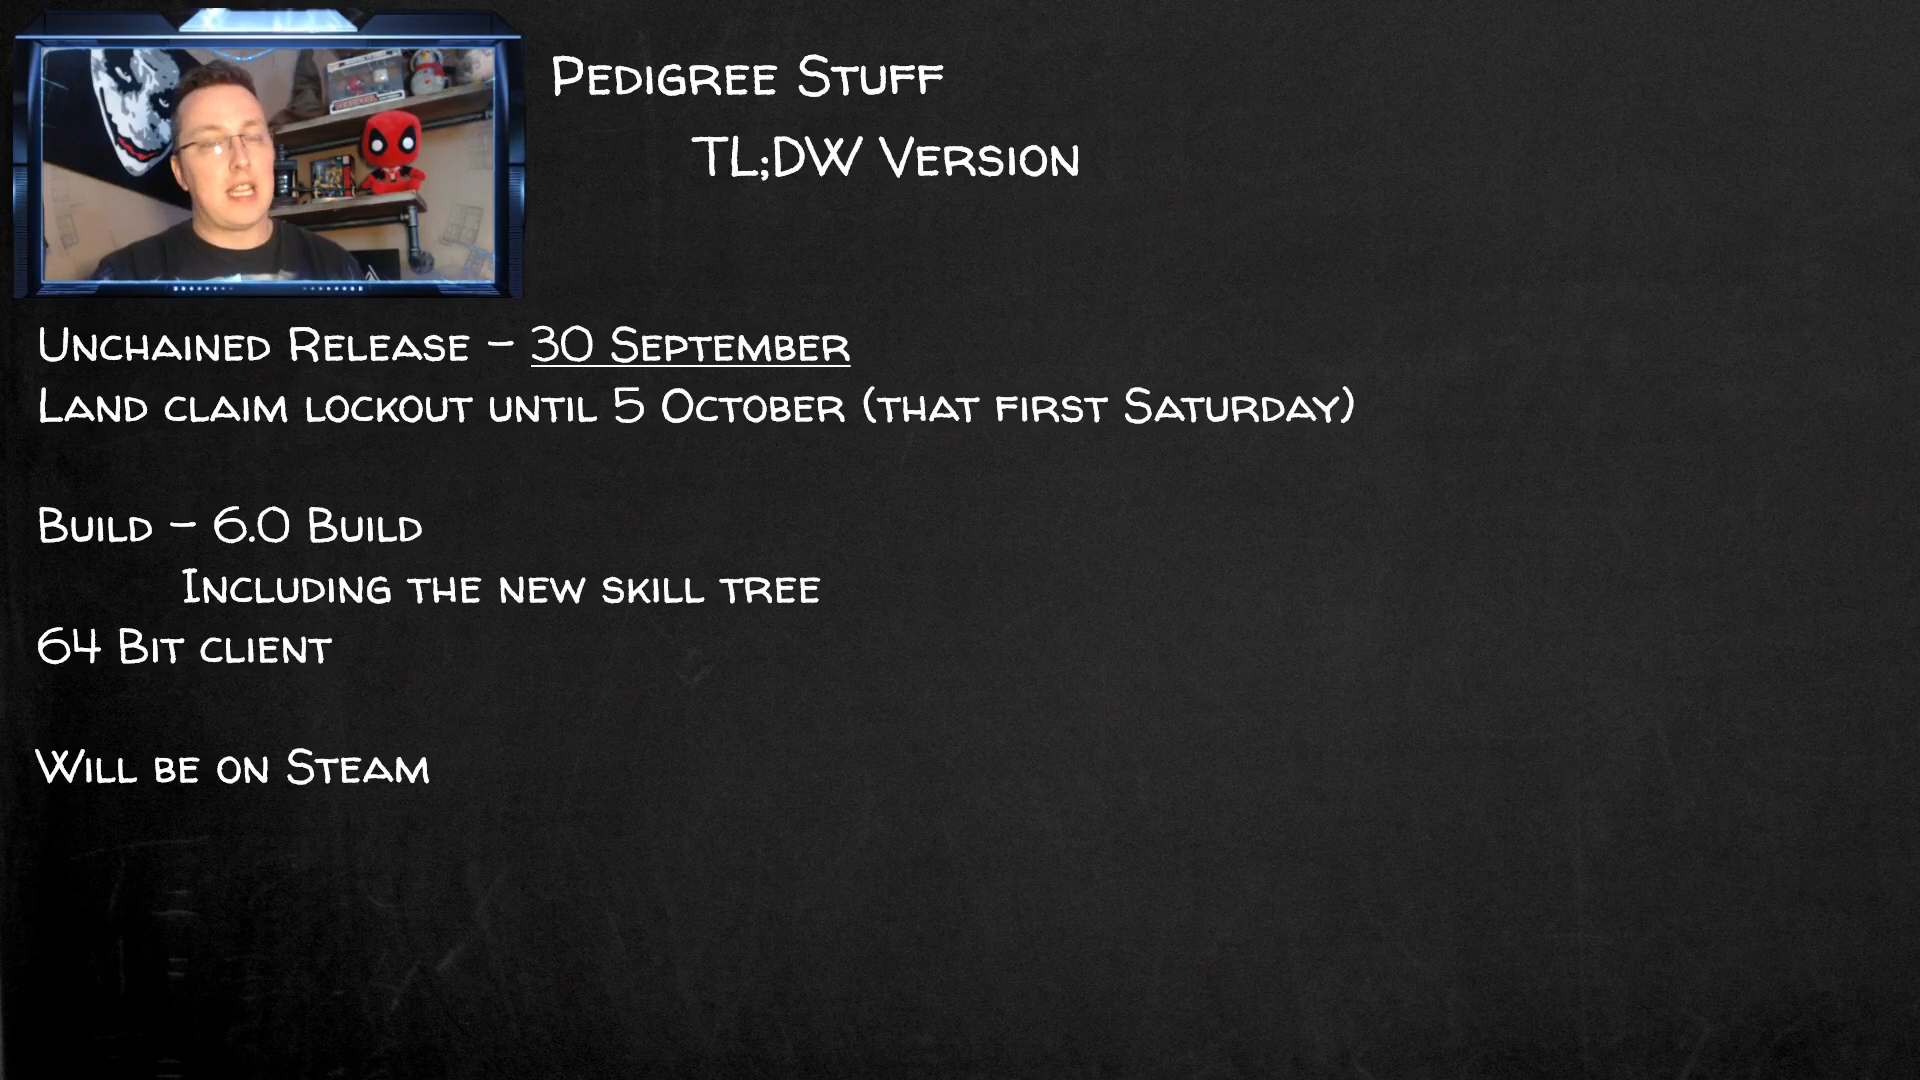 Pedigree Stuff
TL;DW Version
Unchained Release – 30 September
Land claim lockout until 5 October (that first Saturday)
Build – 6.0 Build
Including the new skill tree
64 Bit client
Will be on Steam